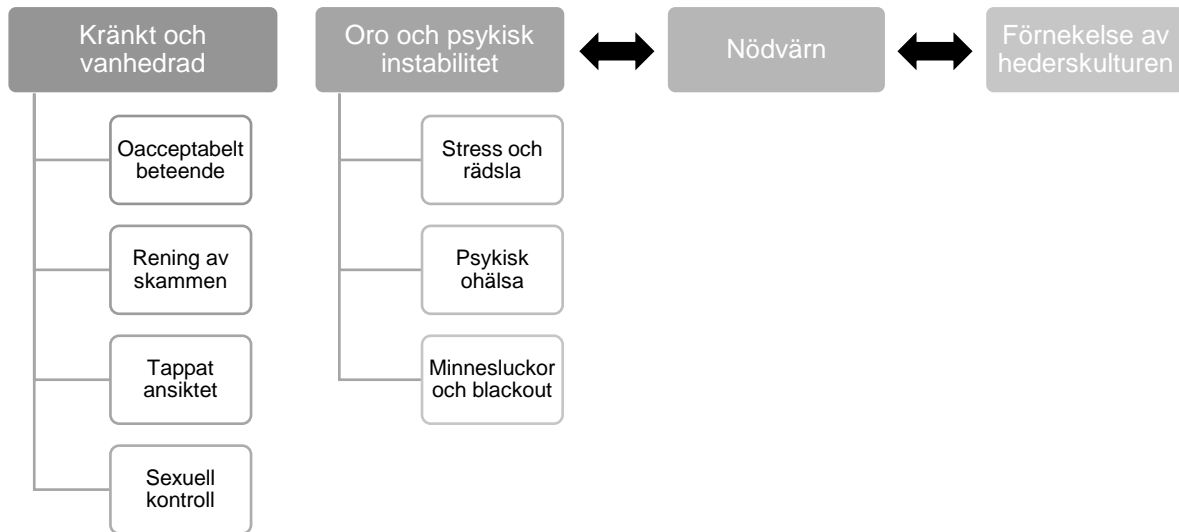 Kränkt och
vanhedrad
Oacceptabelt
beteende
Rening av
skammen
Tappat
ansiktet
Sexuell
kontroll
Oro och psykisk
instabilitet
Stress och
rädsla
Psykisk
ohälsa
Minnesluckor
och blackout
Nödvärn
Förnekelse av
hederskulturen